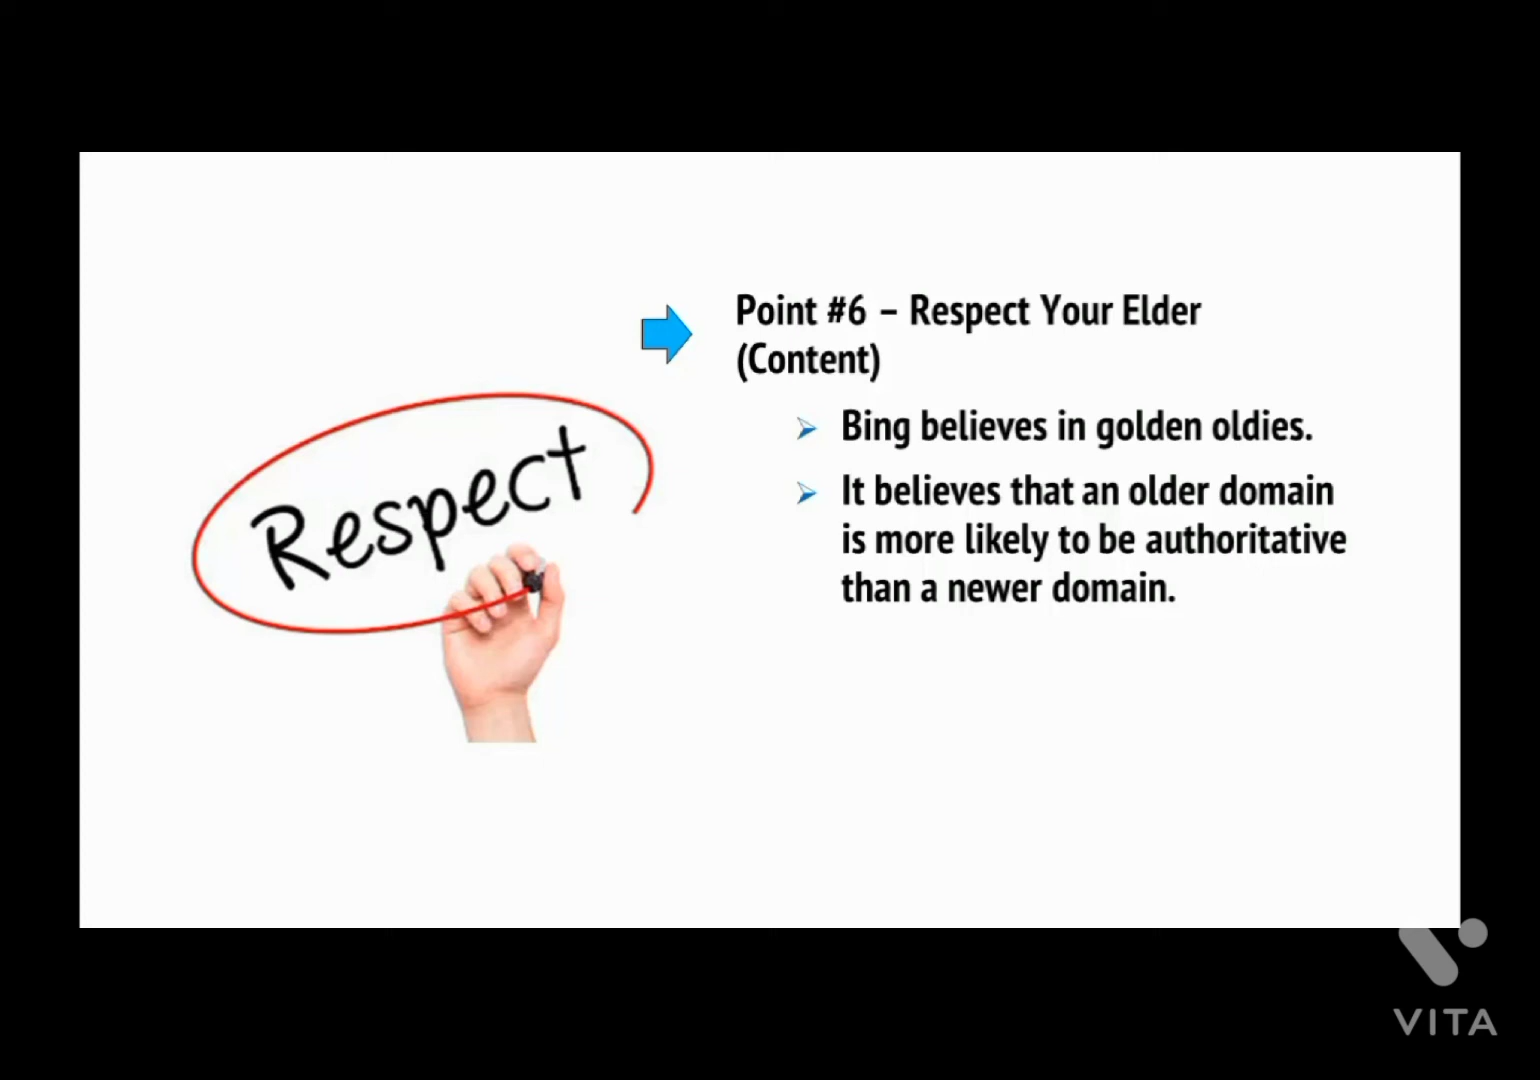 Point #6 – Respect Your Elder
(Content)
Respect
Bing believes in golden oldies.
It believes that an older domain
is more likely to be authoritative
than a newer domain.
VITA